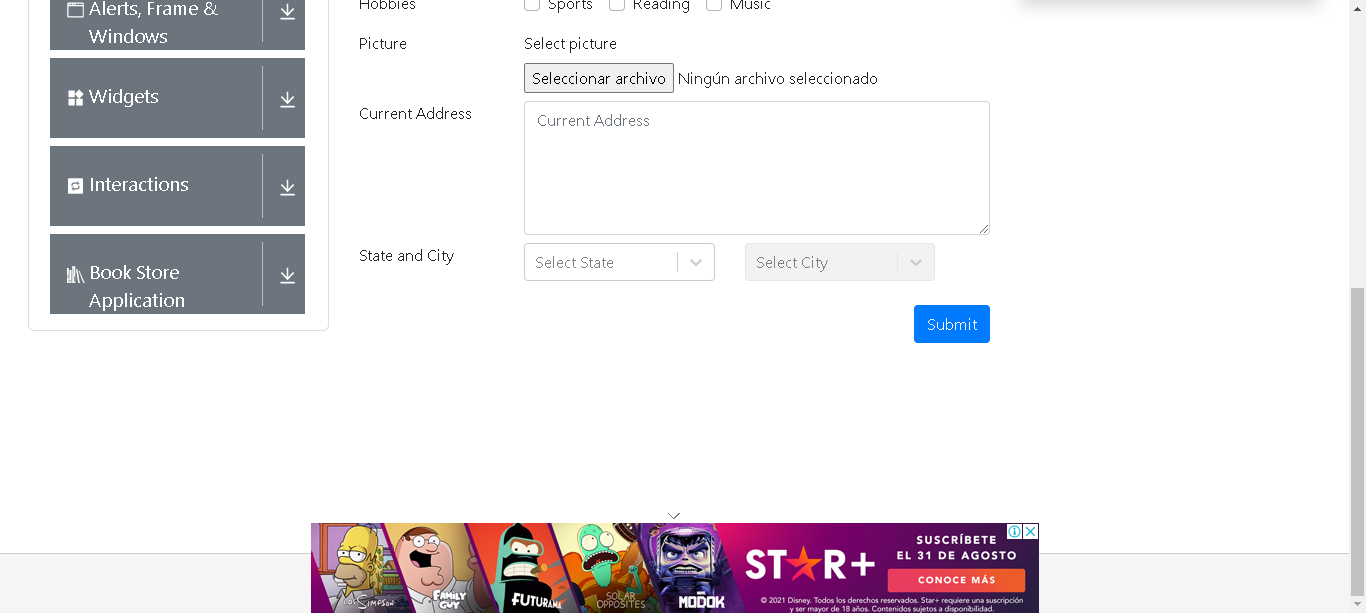 Alerts, Frame &
Windows
Widgets
Interactions
Book Store
Application
Hobbies
Sports Reading Music
Picture
Select picture
Seleccionar archivo Ningún archivo seleccionado
Current Address
Current Address
State and City
Select State
Select City
Submit
LOS SIMPSON
FAMILY
GUY
FUTURAMA
SOLAR
OPPOSITES
MODOK
STAR+
SUSCRÍBETE
EL 31 DE AGOSTO
CONOCE MÁS
© 2021 Disney. Todos los derechos reservados. Star+ requiere una suscripción
y ser mayor de 18 años. Contenidos sujetos a disponibilidad.